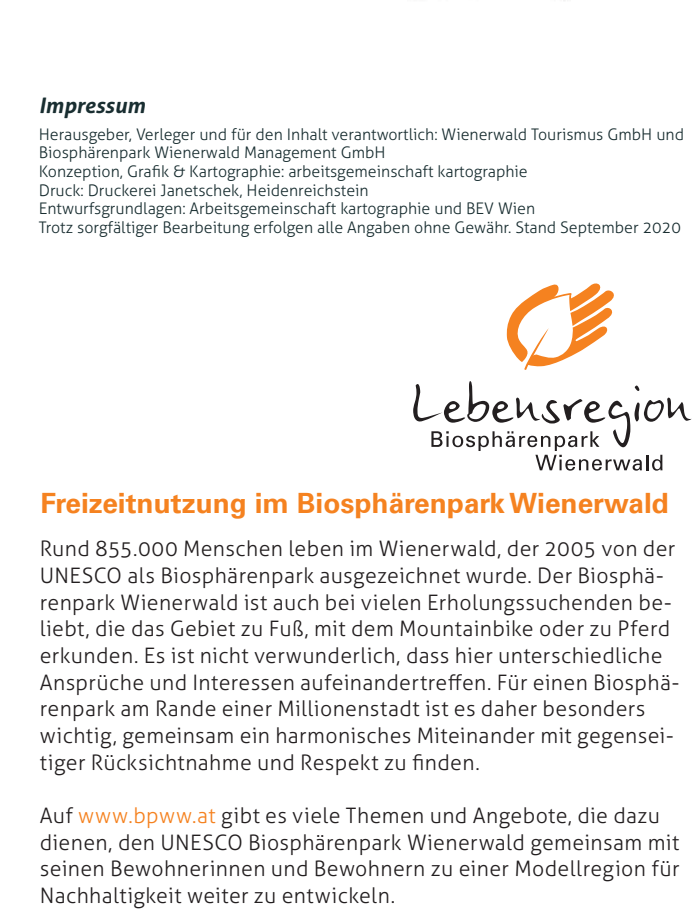 Impressum
Herausgeber, Verleger und für den Inhalt verantwortlich: Wienerwald Tourismus GmbH und
Biosphärenpark Wienerwald Management GmbH
Konzeption, Grafik & Kartographie: arbeitsgemeinschaft kartographie
Druck: Druckerei Janetschek, Heidenreichstein
Entwurfsgrundlagen: Arbeitsgemeinschaft kartographie und BEV Wien
Trotz sorgfältiger Bearbeitung erfolgen alle Angaben ohne Gewähr. Stand September 2020
Lebensregion
Biosphärenpark
Wienerwald
Freizeitnutzung im Biosphärenpark Wienerwald
Rund 855.000 Menschen leben im Wienerwald, der 2005 von der
UNESCO als Biosphärenpark ausgezeichnet wurde. Der Biosphä-
renpark Wienerwald ist auch bei vielen Erholungssuchenden be-
liebt, die das Gebiet zu Fuß, mit dem Mountainbike oder zu Pferd
erkunden. Es ist nicht verwunderlich, dass hier unterschiedliche
Ansprüche und Interessen aufeinandertreffen. Für einen Biosphä-
renpark am Rande einer Millionenstadt ist es daher besonders
wichtig, gemeinsam ein harmonisches Miteinander mit gegensei-
tiger Rücksichtnahme und Respekt zu finden.
Auf www.bpww.at gibt es viele Themen und Angebote, die dazu
dienen, den UNESCO Biosphärenpark Wienerwald gemeinsam mit
seinen Bewohnerinnen und Bewohnern zu einer Modellregion für
Nachhaltigkeit weiter zu entwickeln.